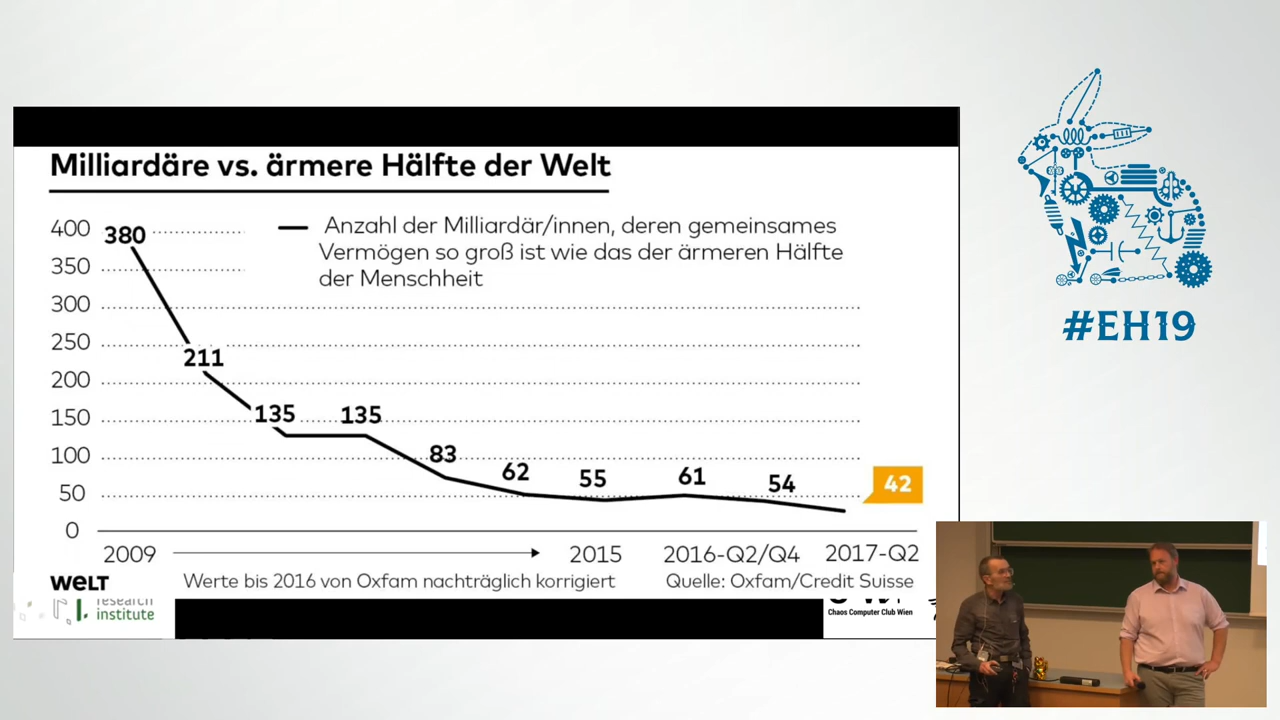 Milliardäre vs. ärmere Hälfte der Welt
400
350
300
250
200
150
100
50
0
380
211
135
135
83
62
55
61
54
42
Anzahl der Milliardär/innen, deren gemeinsames
Vermögen so groß ist wie das der ärmeren Hälfte
der Menschheit
2009
2015
2016-Q2/Q4
2017-Q2
WELT
Werte bis 2016 von Oxfam nachträglich korrigiert
Quelle: Oxfam/Credit Suisse
research
institute
Chaos Computer Club Wien
#EH19